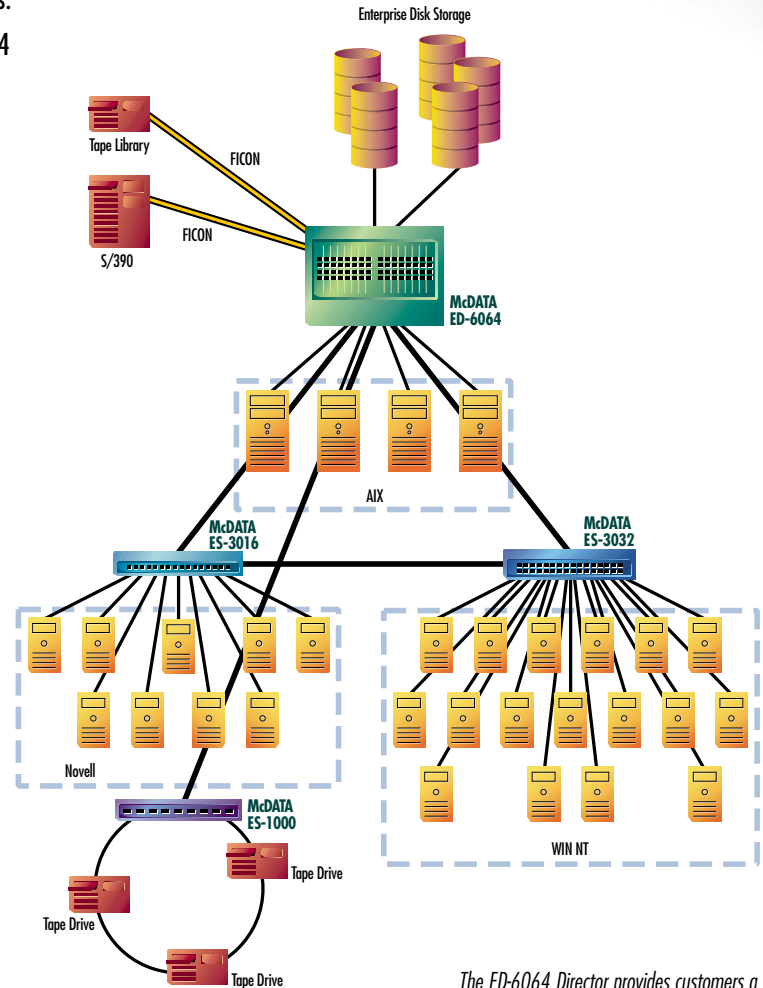 s.
4
Enterprise Disk Storage
Tape Library
FICON
FICON
S/390
McDATA
ED-6064
AIX
McDATA
ES-3016
McDATA
ES-3032
Novell
WIN NT
McDATA
ES-1000
Tape Drive
Tape Drive
Tape Drive
The ED-6064 Director provides customers a